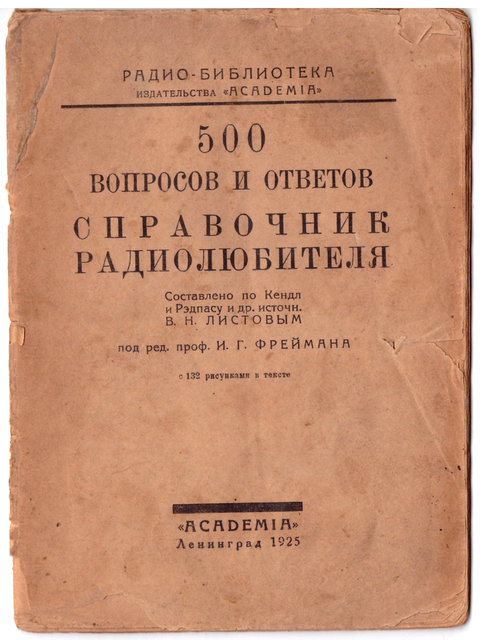 РАДИО-БИБЛИОТЕКА
ИЗДАТЕЛЬСТВА «ACADEMIA»
500
ВОПРОСОВ И ОТВЕТОВ
СПРАВОЧНИК
РАДИОЛЮБИТЕЛЯ
Составлено по Кендл
и Рэдпасу и др. источн.
В. Н. ЛИСТОВЫМ
под ред. проф. И. Г. ФРЕЙМАНА
с 132 рисунками в тексте
«ACADEMIA»
Ленинград 1925